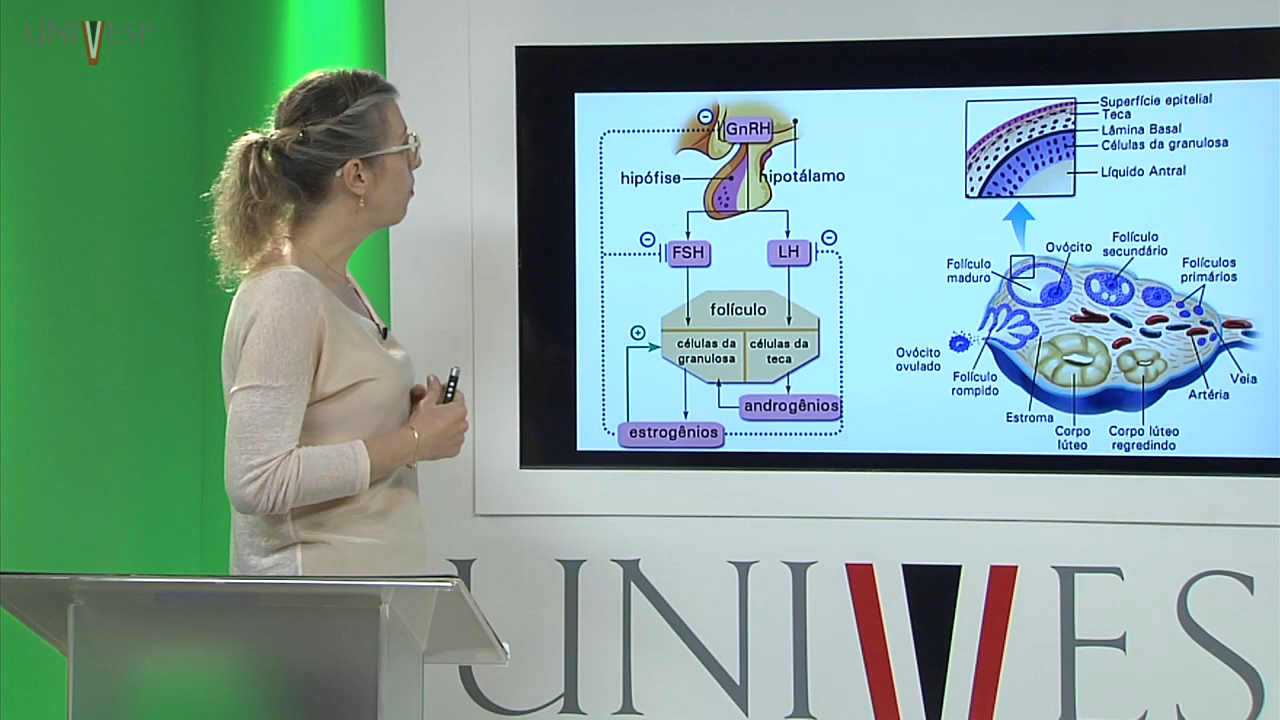 UNIVESP
GnRH
hipófise
hipotálamo
FSH
LH
folículo
células da
granulosa
células da
teca
androgênios
estrogênios
Superfície epitelial
Teca
Lâmina Basal
Células da granulosa
Líquido Antral
Folículo
maduro
Ovócito
Folículo
secundário
Folículos
primários
Ovócito
ovulado
Folículo
rompido
Estroma
Corpo
lúteo
Corpo lúteo
regredindo
Artéria
Veia
UNIVES